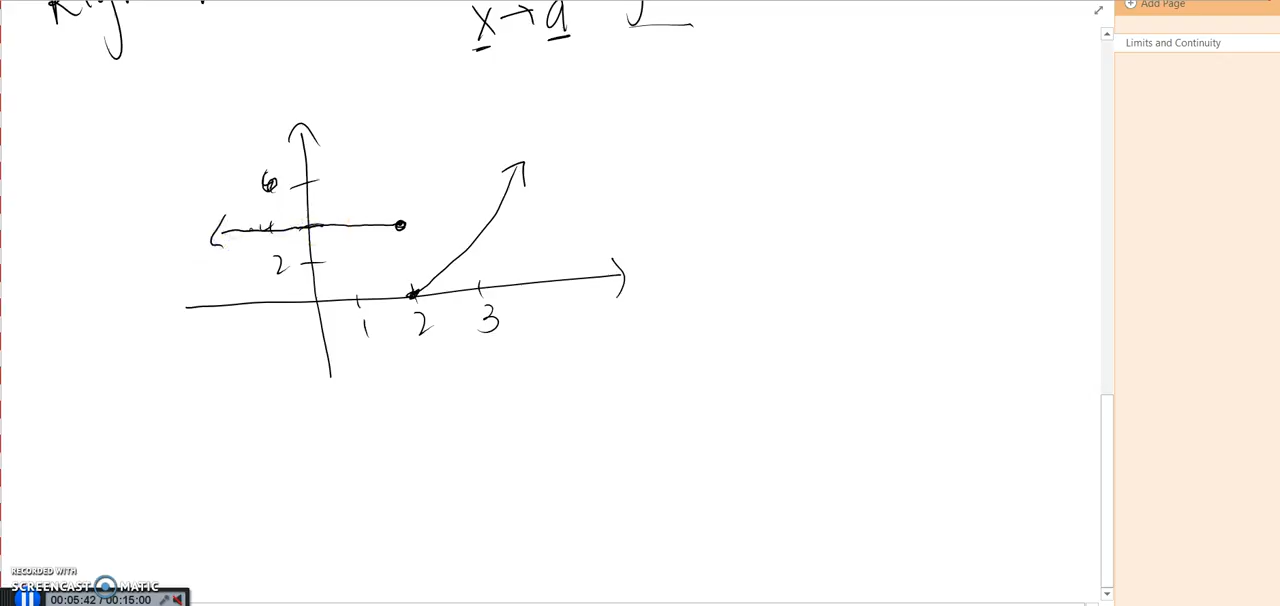 Add Page
Limits and Continuity
x → a
6
2
1 2 3
RECORDED WITH
SCREENCAST MATIC
00:05:42 / 00:15:00